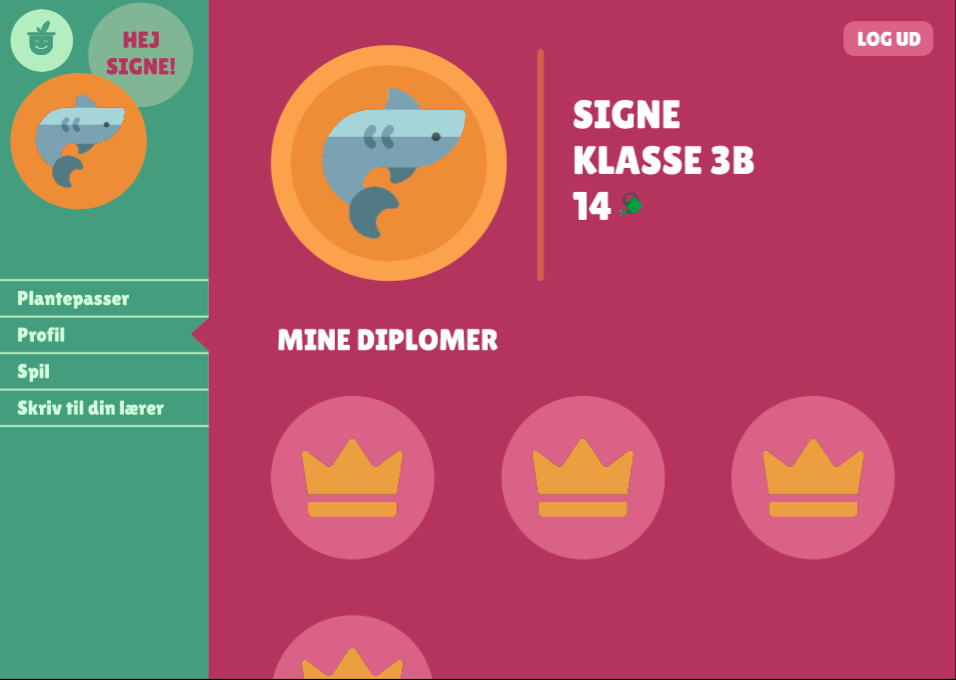 HEJ
SIGNE!
Plantepasser
Profil
Spil
Skriv til din lærer
LOG UD
SIGNE
KLASSE 3B
14
MINE DIPLOMER